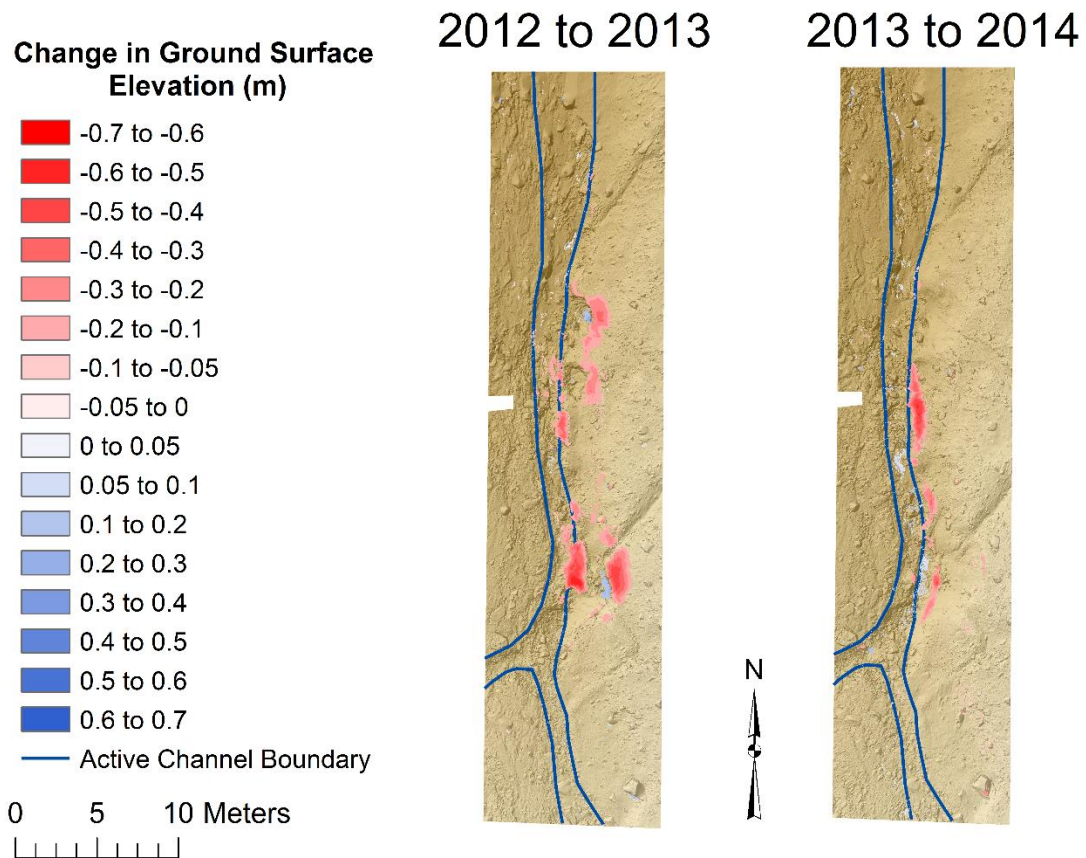 2012 to 2013
2013 to 2014
Change in Ground Surface
Elevation (m)
-0.7 to -0.6
-0.6 to -0.5
-0.5 to -0.4
-0.4 to -0.3
-0.3 to -0.2
-0.2 to -0.1
-0.1 to -0.05
-0.05 to 0
0 to 0.05
0.05 to 0.1
0.1 to 0.2
0.2 to 0.3
0.3 to 0.4
0.4 to 0.5
0.5 to 0.6
0.6 to 0.7
Active Channel Boundary
0 5 10 Meters
N